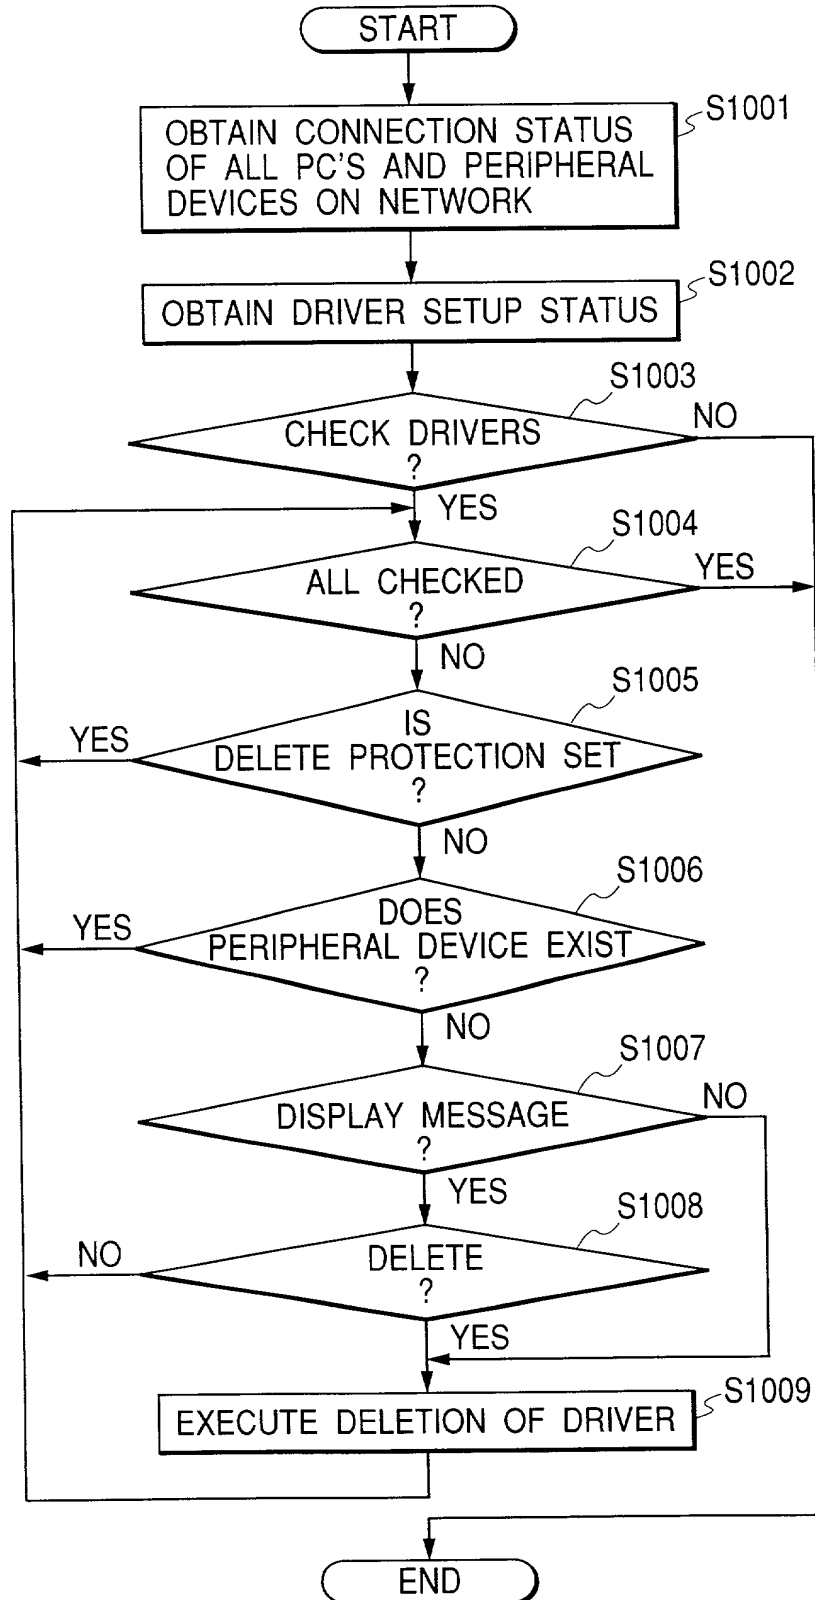 START
S1001
OBTAIN CONNECTION STATUS
OF ALL PC'S AND PERIPHERAL
DEVICES ON NETWORK
S1002
OBTAIN DRIVER SETUP STATUS
S1003
CHECK DRIVERS
?
NO
YES
S1004
ALL CHECKED
?
YES
NO
S1005
IS
DELETE PROTECTION SET
?
YES
NO
S1006
DOES
PERIPHERAL DEVICE EXIST
?
YES
NO
S1007
DISPLAY MESSAGE
?
NO
YES
S1008
DELETE
?
NO
YES
S1009
EXECUTE DELETION OF DRIVER
END